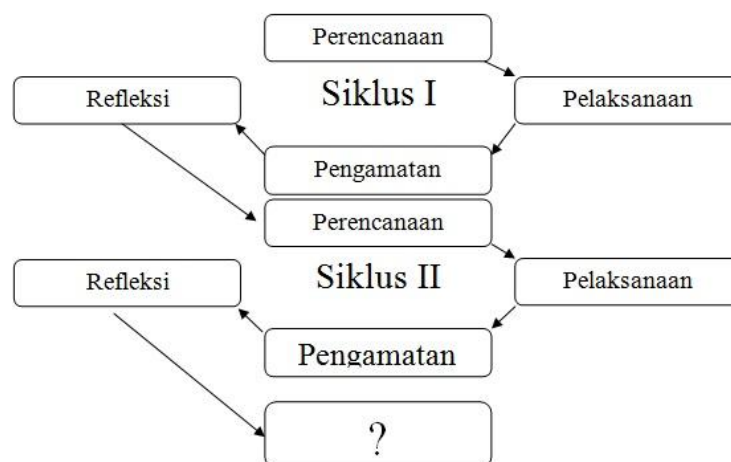 Perencanaan
Refleksi
Siklus I
Pelaksanaan
Pengamatan
Perencanaan
Refleksi
Siklus II
Pelaksanaan
Pengamatan
?